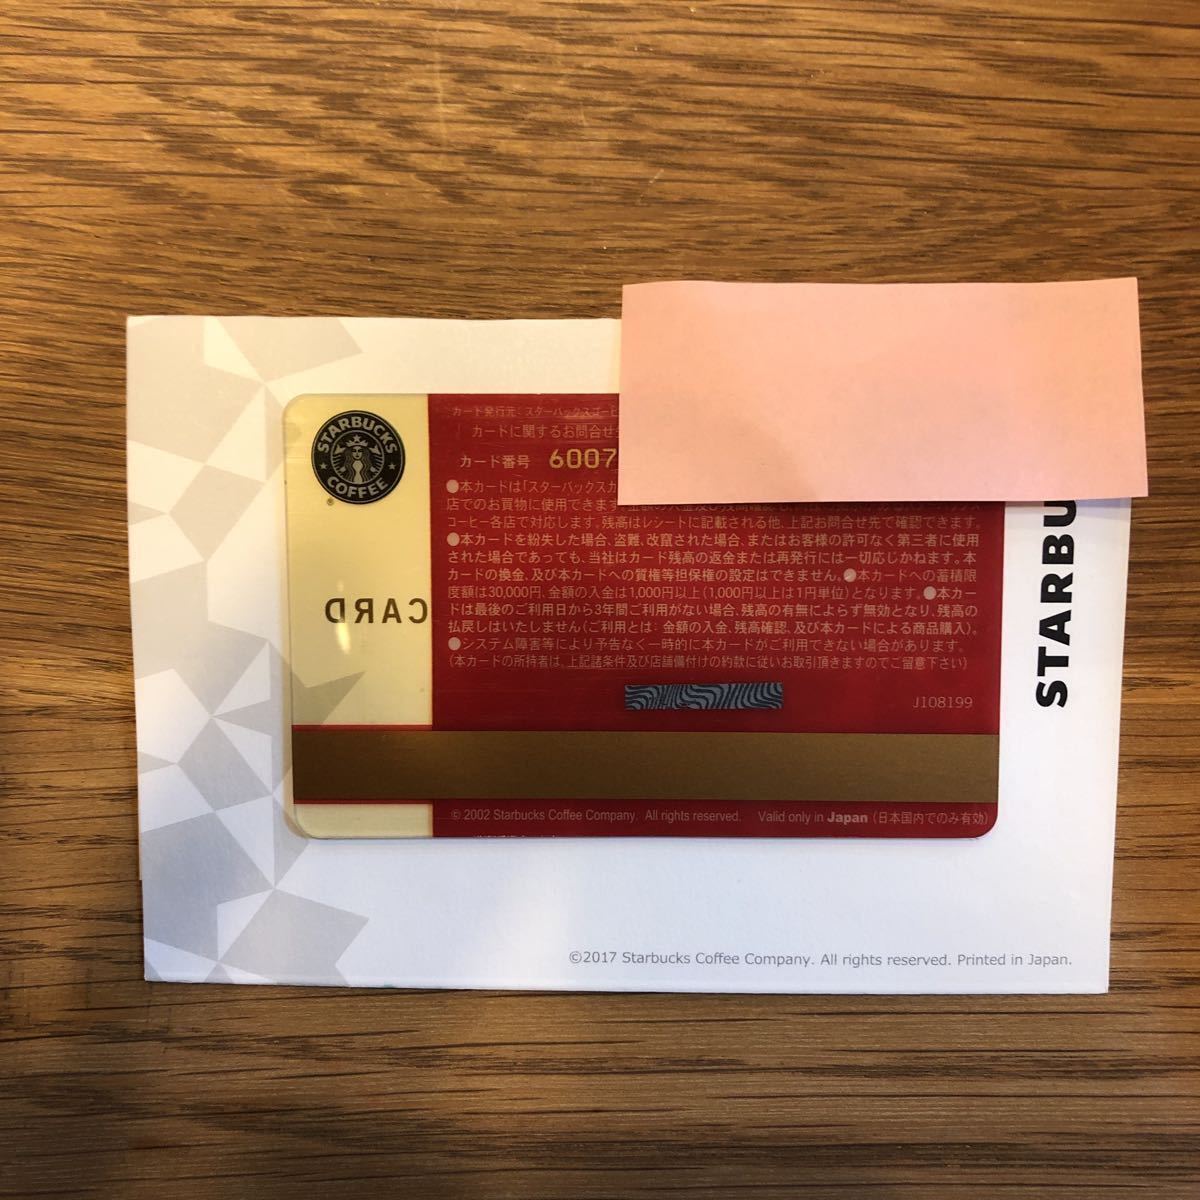 STARBUCKS
COFFEE
®
カード発行元: スターバックスコーヒ
カードに関するお問合せ
カード番号 6007
●本カードは「スターバックスカ
店でのお買物に使用できます
コーヒー各店で対応します。残高はレシートに記載される他、上記お問合せ先で確認できます。
●本カードを紛失した場合、盗難、改竄された場合、またはお客様の許可なく第三者に使用
された場合であっても、当社はカード残高の返金または再発行には一切応じかねます。本
カードの換金、及び本カードへの質権等担保権の設定はできません。●本カードへの蓄積限
度額は30,000円、金額の入金は1,000円以上(1,000円以上は1円単位)となります。●本カー
ドは最後のご利用日から3年間ご利用がない場合、残高の有無によらず無効となり、残高の
払戻しはいたしません(ご利用とは：金額の入金、残高確認、及び本カードによる商品購入)。
●システム障害等により予告なく一時的に本カードがご利用できない場合があります。
(本カードの所持者は、上記諸条件及び店舗備付けの約款に従いお取引頂きますのでご留意下さい)
CARD
J108199
© 2002 Starbucks Coffee Company. All rights reserved. Valid only in Japan (日本国内でのみ有効)
STARBU
©2017 Starbucks Coffee Company. All rights reserved. Printed in Japan.